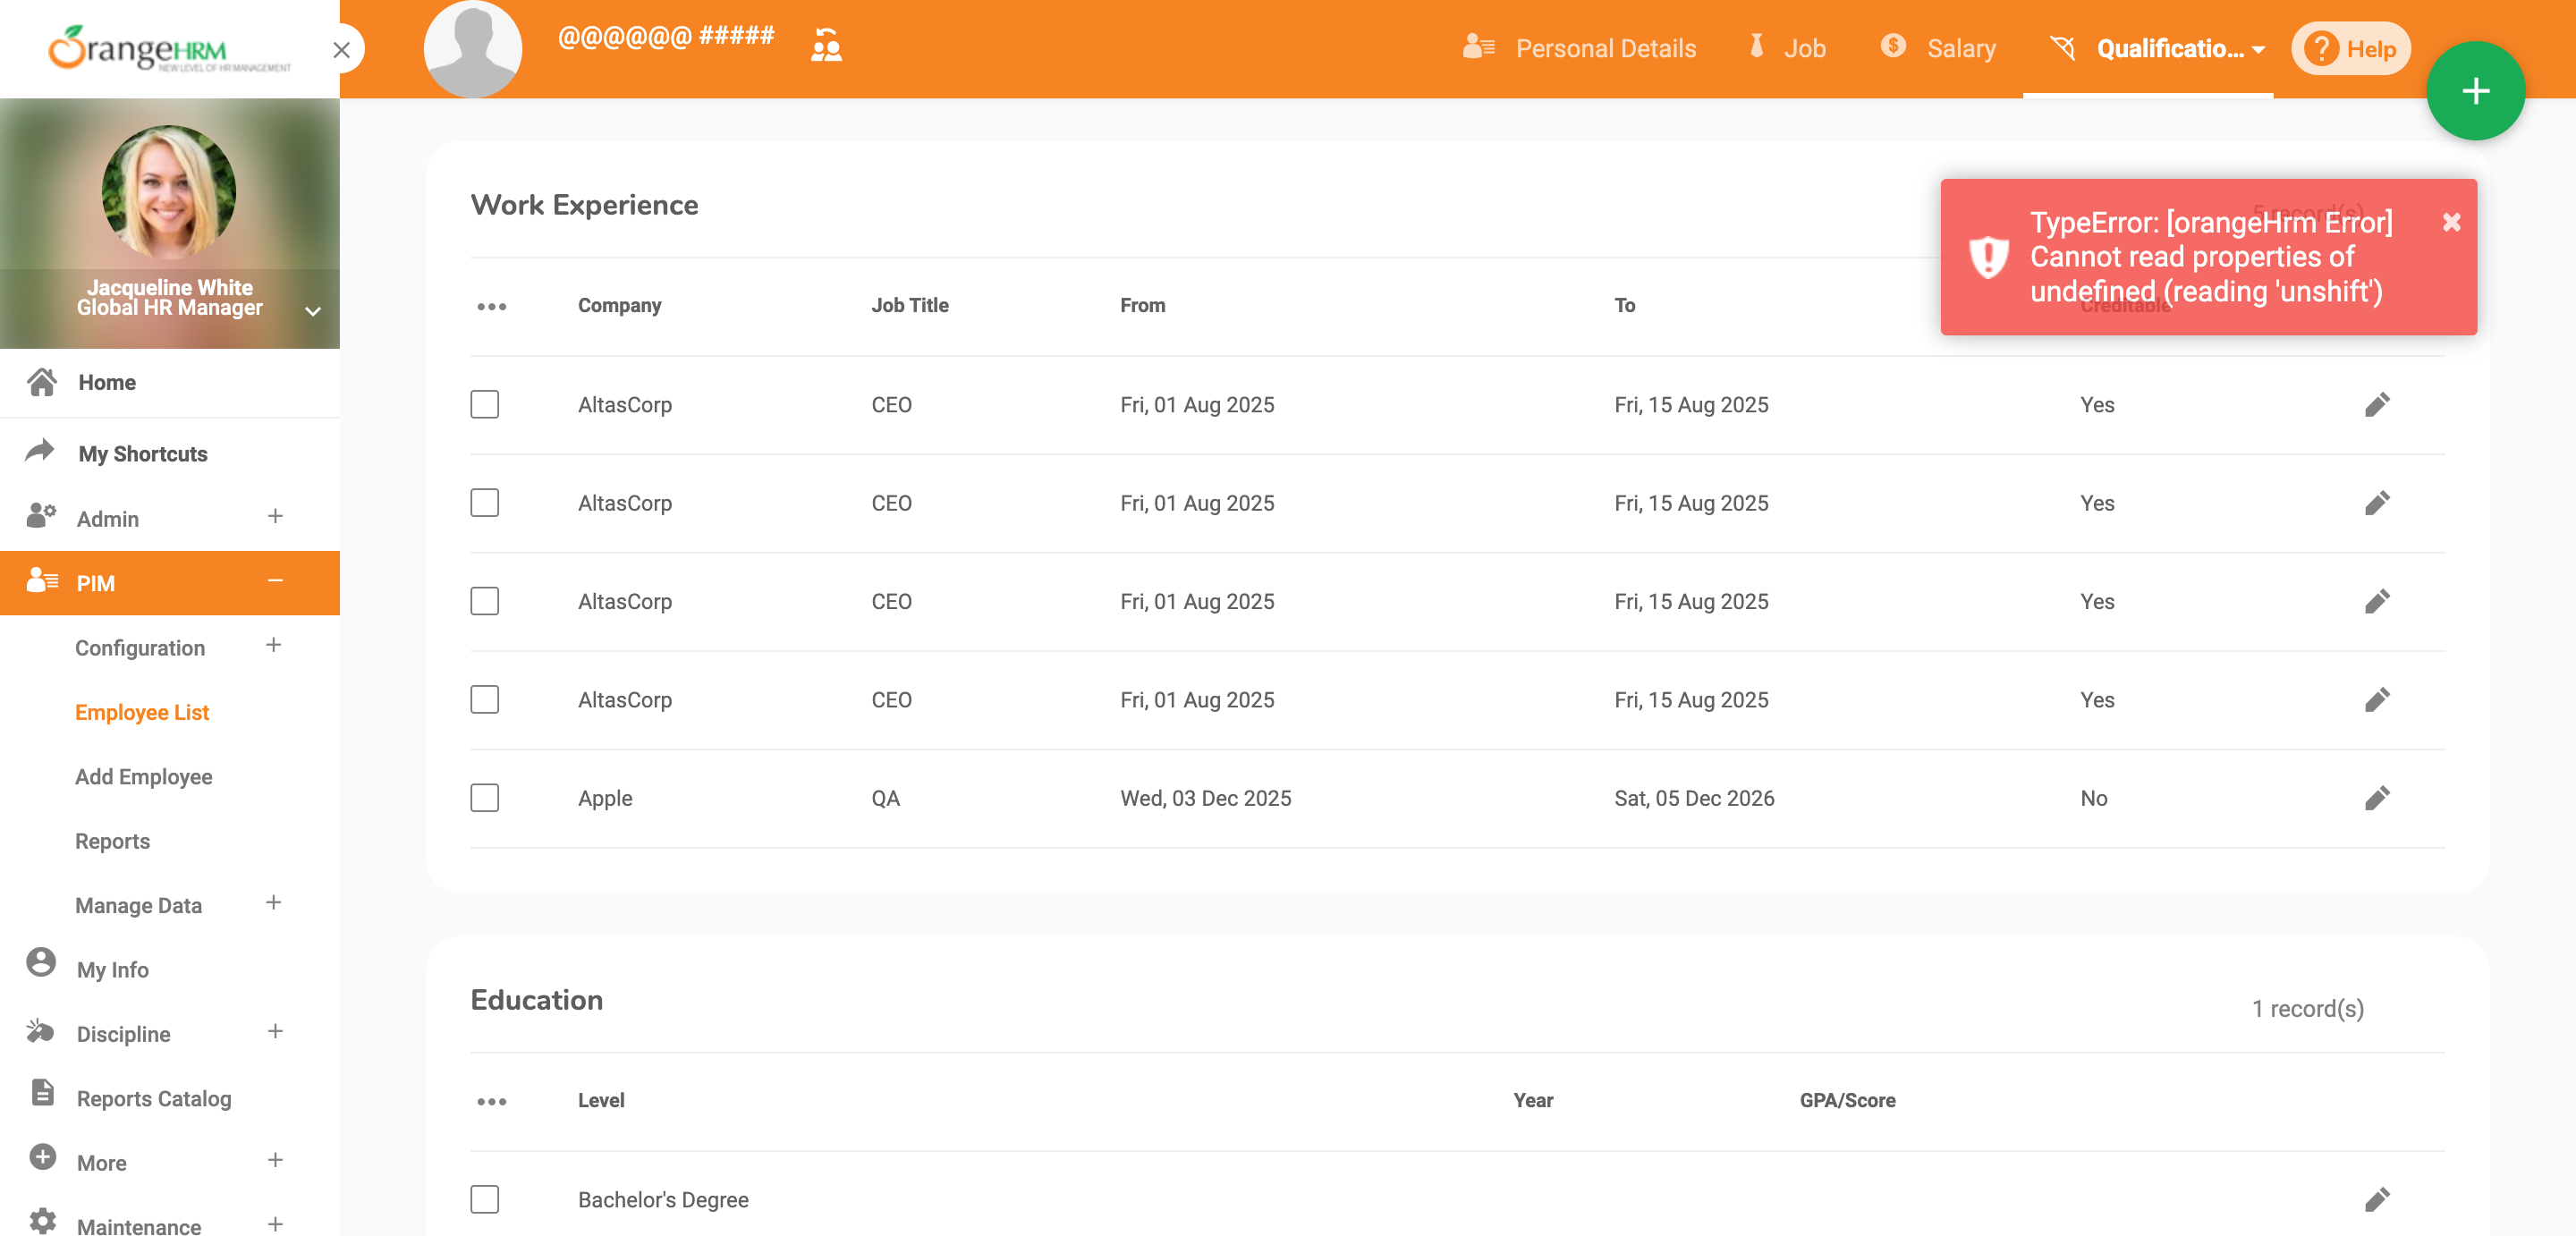 OrangeHRM
NEW LEVEL OF HR MANAGEMENT
@@@@@@ #####
Personal Details
Job
Salary
Qualificatio...
Help
Jacqueline White
Global HR Manager
Home
My Shortcuts
Admin
PIM
Configuration
Employee List
Add Employee
Reports
Manage Data
My Info
Discipline
Reports Catalog
More
Maintenance
Work Experience
5 record(s)
TypeError: [orangeHrm Error]
Cannot read properties of
undefined (reading 'unshift')
Company Job Title From To Creditable
AltasCorp CEO Fri, 01 Aug 2025 Fri, 15 Aug 2025 Yes
AltasCorp CEO Fri, 01 Aug 2025 Fri, 15 Aug 2025 Yes
AltasCorp CEO Fri, 01 Aug 2025 Fri, 15 Aug 2025 Yes
AltasCorp CEO Fri, 01 Aug 2025 Fri, 15 Aug 2025 Yes
Apple QA Wed, 03 Dec 2025 Sat, 05 Dec 2026 No
Education
1 record(s)
Level Year GPA/Score
Bachelor's Degree